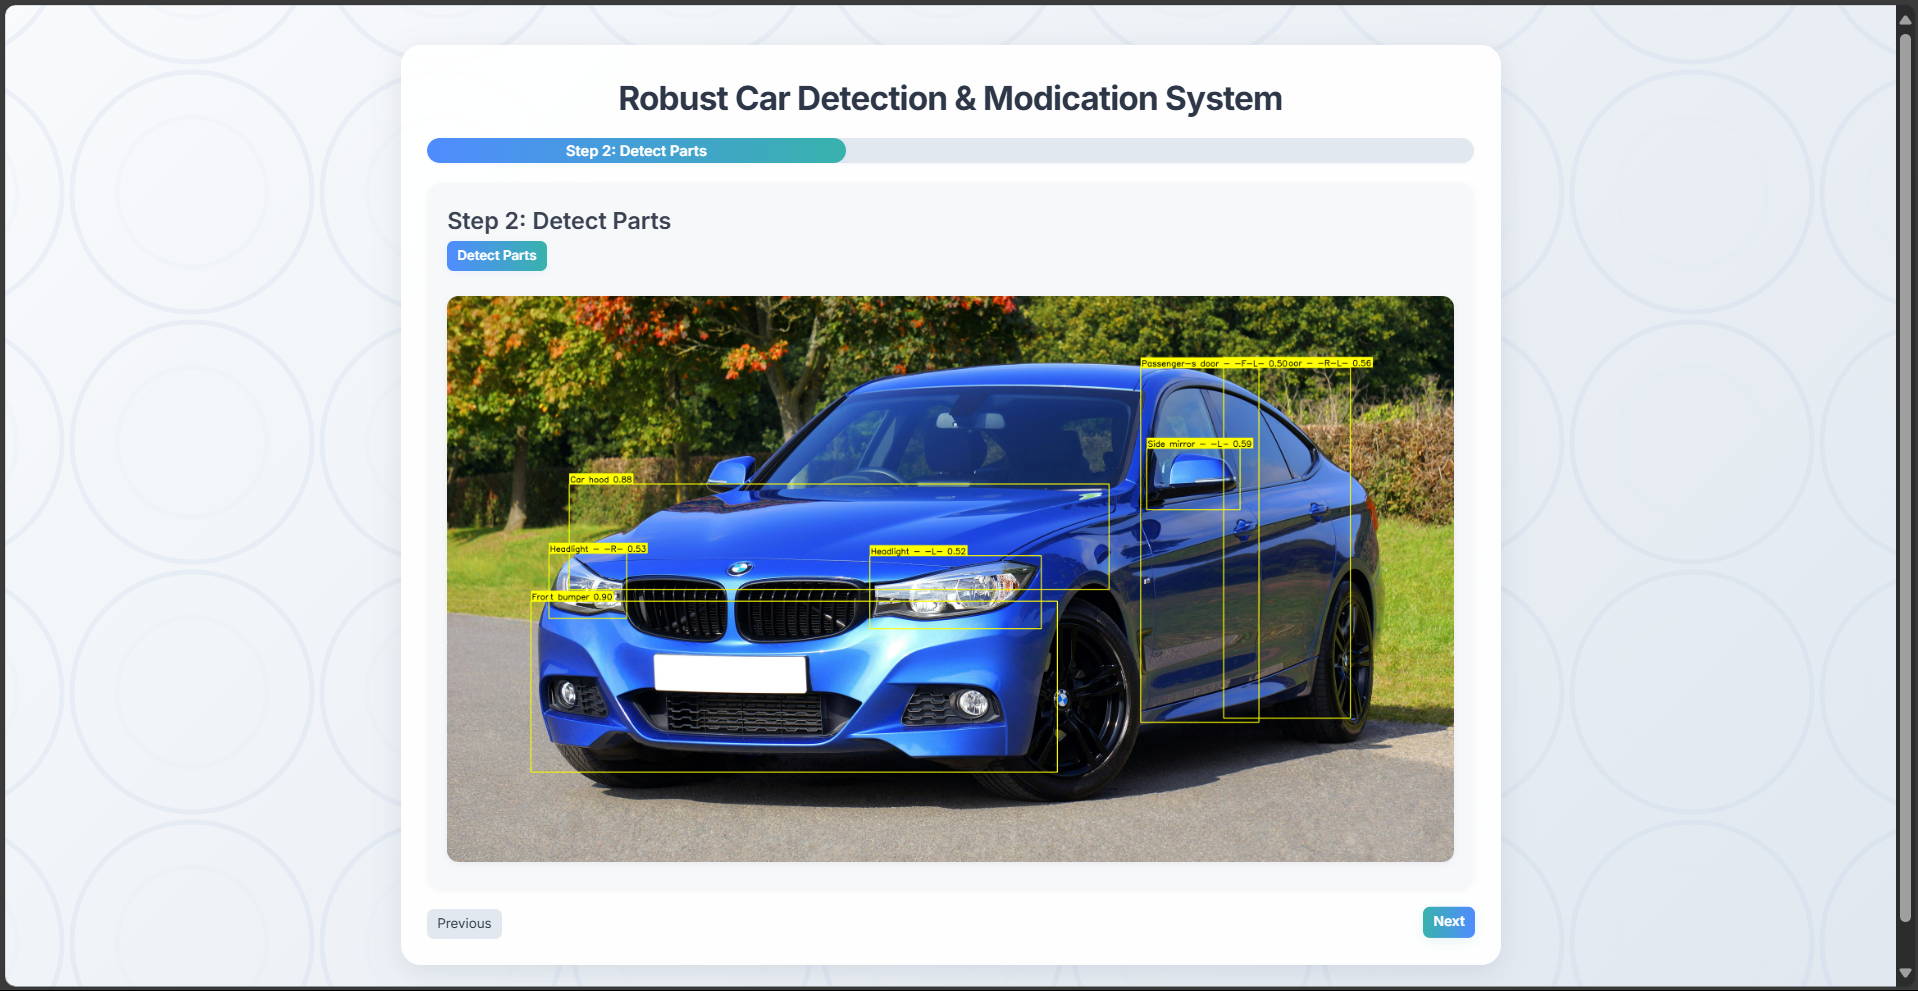 Robust Car Detection & Modication System
Step 2: Detect Parts
Step 2: Detect Parts
Detect Parts
Passenger-s door - -F-L- 0.50oor - -R-L- 0.56
Side mirror - -L- 0.59
Car hood 0.88
Headlight - -R- 0.53
Headlight - -L- 0.52
Front bumper 0.90
Previous
Next